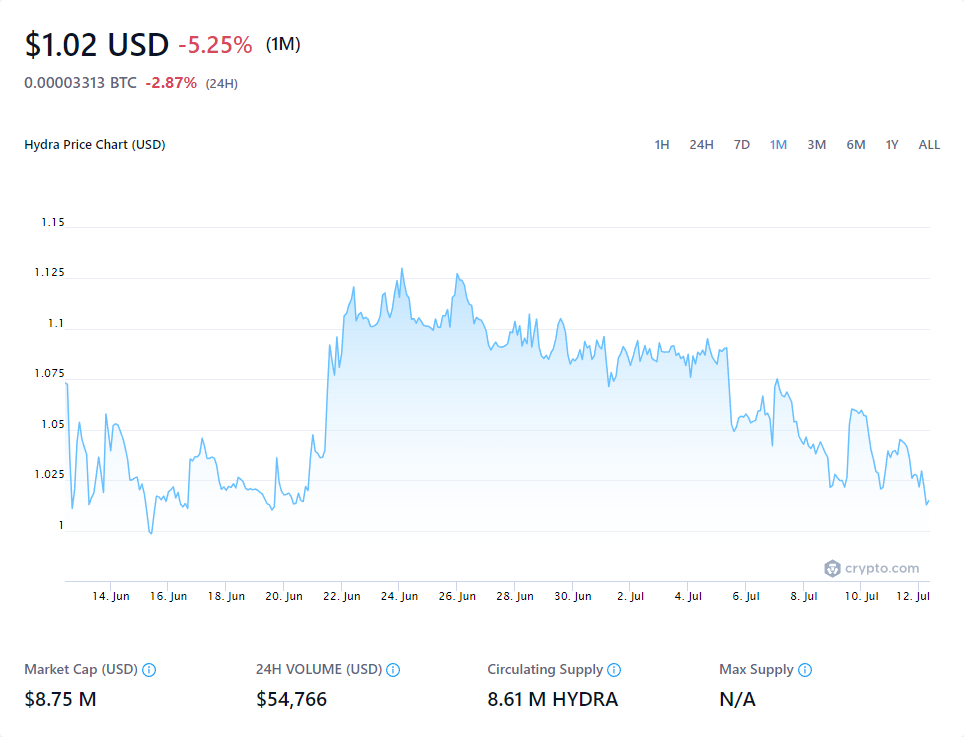 $1.02 USD -5.25% (1M)
0.00003313 BTC -2.87% (24H)
Hydra Price Chart (USD) 1H 24H 7D 1M 3M 6M 1Y ALL
1.15
1.125
1.1
1.075
1.05
1.025
1
crypto.com
14. Jun 16. Jun 18. Jun 20. Jun 22. Jun 24. Jun 26. Jun 28. Jun 30. Jun 2. Jul 4. Jul 6. Jul 8. Jul 10. Jul 12. Jul
Market Cap (USD) 24H VOLUME (USD) Circulating Supply Max Supply
$8.75 M $54,766 8.61 M HYDRA N/A